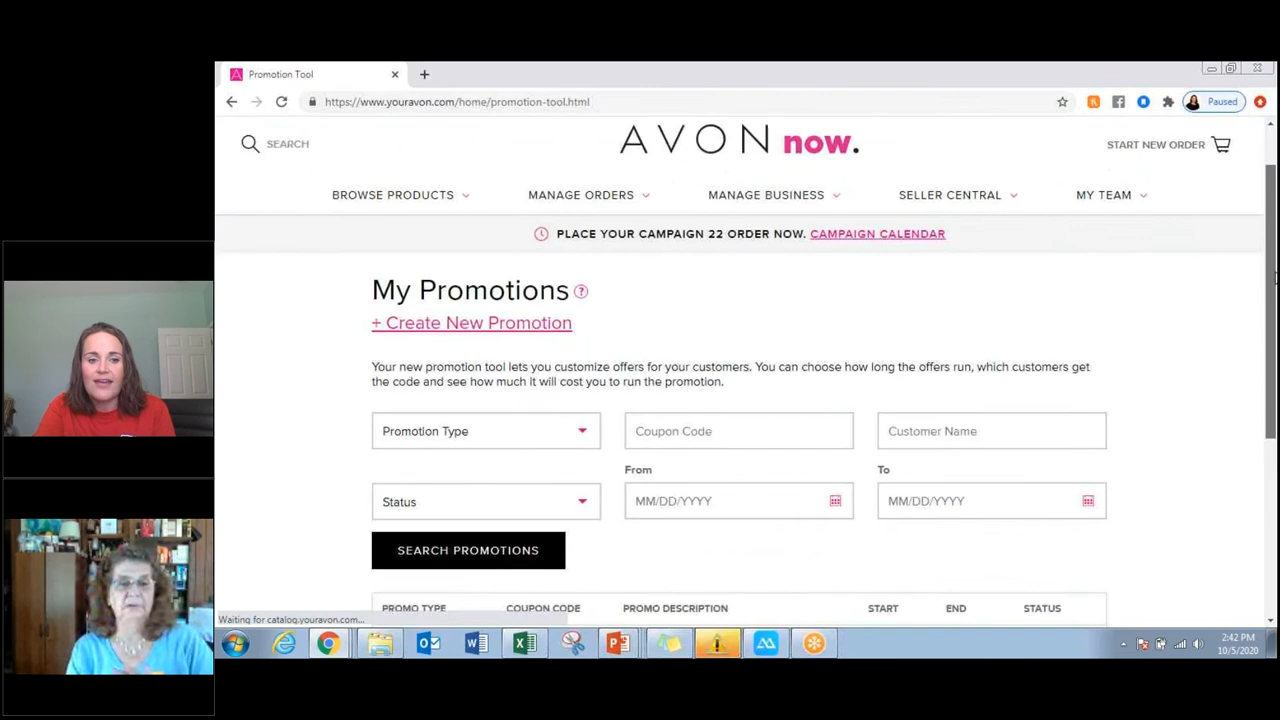 Promotion Tool
https://www.youravon.com/home/promotion-tool.html
Paused
SEARCH
AVON now.
START NEW ORDER
BROWSE PRODUCTS
MANAGE ORDERS
MANAGE BUSINESS
SELLER CENTRAL
MY TEAM
PLACE YOUR CAMPAIGN 22 ORDER NOW. CAMPAIGN CALENDAR
My Promotions ?
+ Create New Promotion
Your new promotion tool lets you customize offers for your customers. You can choose how long the offers run, which customers get
the code and see how much it will cost you to run the promotion.
Promotion Type
Coupon Code
Customer Name
From
To
Status
MM/DD/YYYY
MM/DD/YYYY
SEARCH PROMOTIONS
PROMO TYPE COUPON CODE PROMO DESCRIPTION START END STATUS
Waiting for catalog.youravon.com...
2:42 PM
10/5/2020